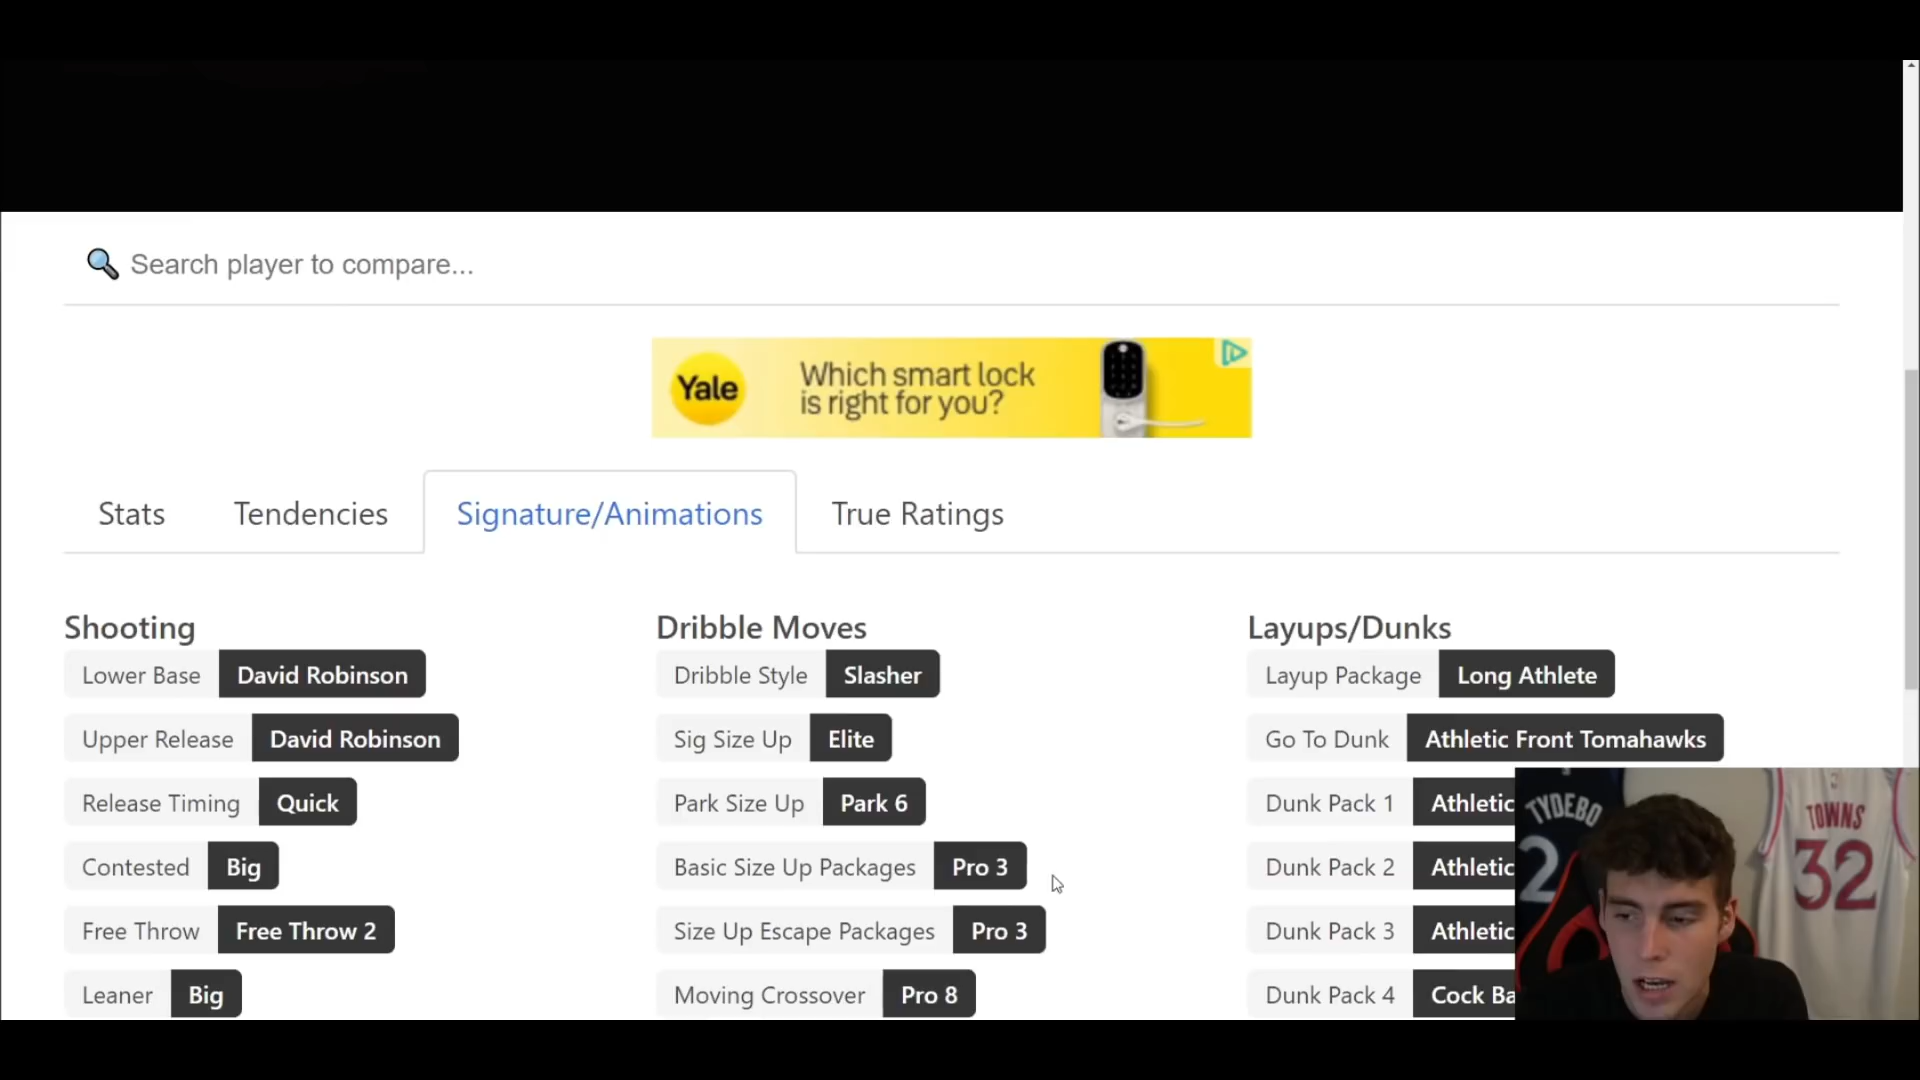 Search player to compare...
Yale
Which smart lock
is right for you?
Stats
Tendencies
Signature/Animations
True Ratings
Shooting
Lower Base David Robinson
Upper Release David Robinson
Release Timing Quick
Contested Big
Free Throw Free Throw 2
Leaner Big
Dribble Moves
Dribble Style Slasher
Sig Size Up Elite
Park Size Up Park 6
Basic Size Up Packages Pro 3
Size Up Escape Packages Pro 3
Moving Crossover Pro 8
Layups/Dunks
Layup Package Long Athlete
Go To Dunk Athletic Front Tomahawks
Dunk Pack 1 Athletic
Dunk Pack 2 Athletic
Dunk Pack 3 Athletic
Dunk Pack 4 Cock Ba
TYDEBO
2
TOWNS
32